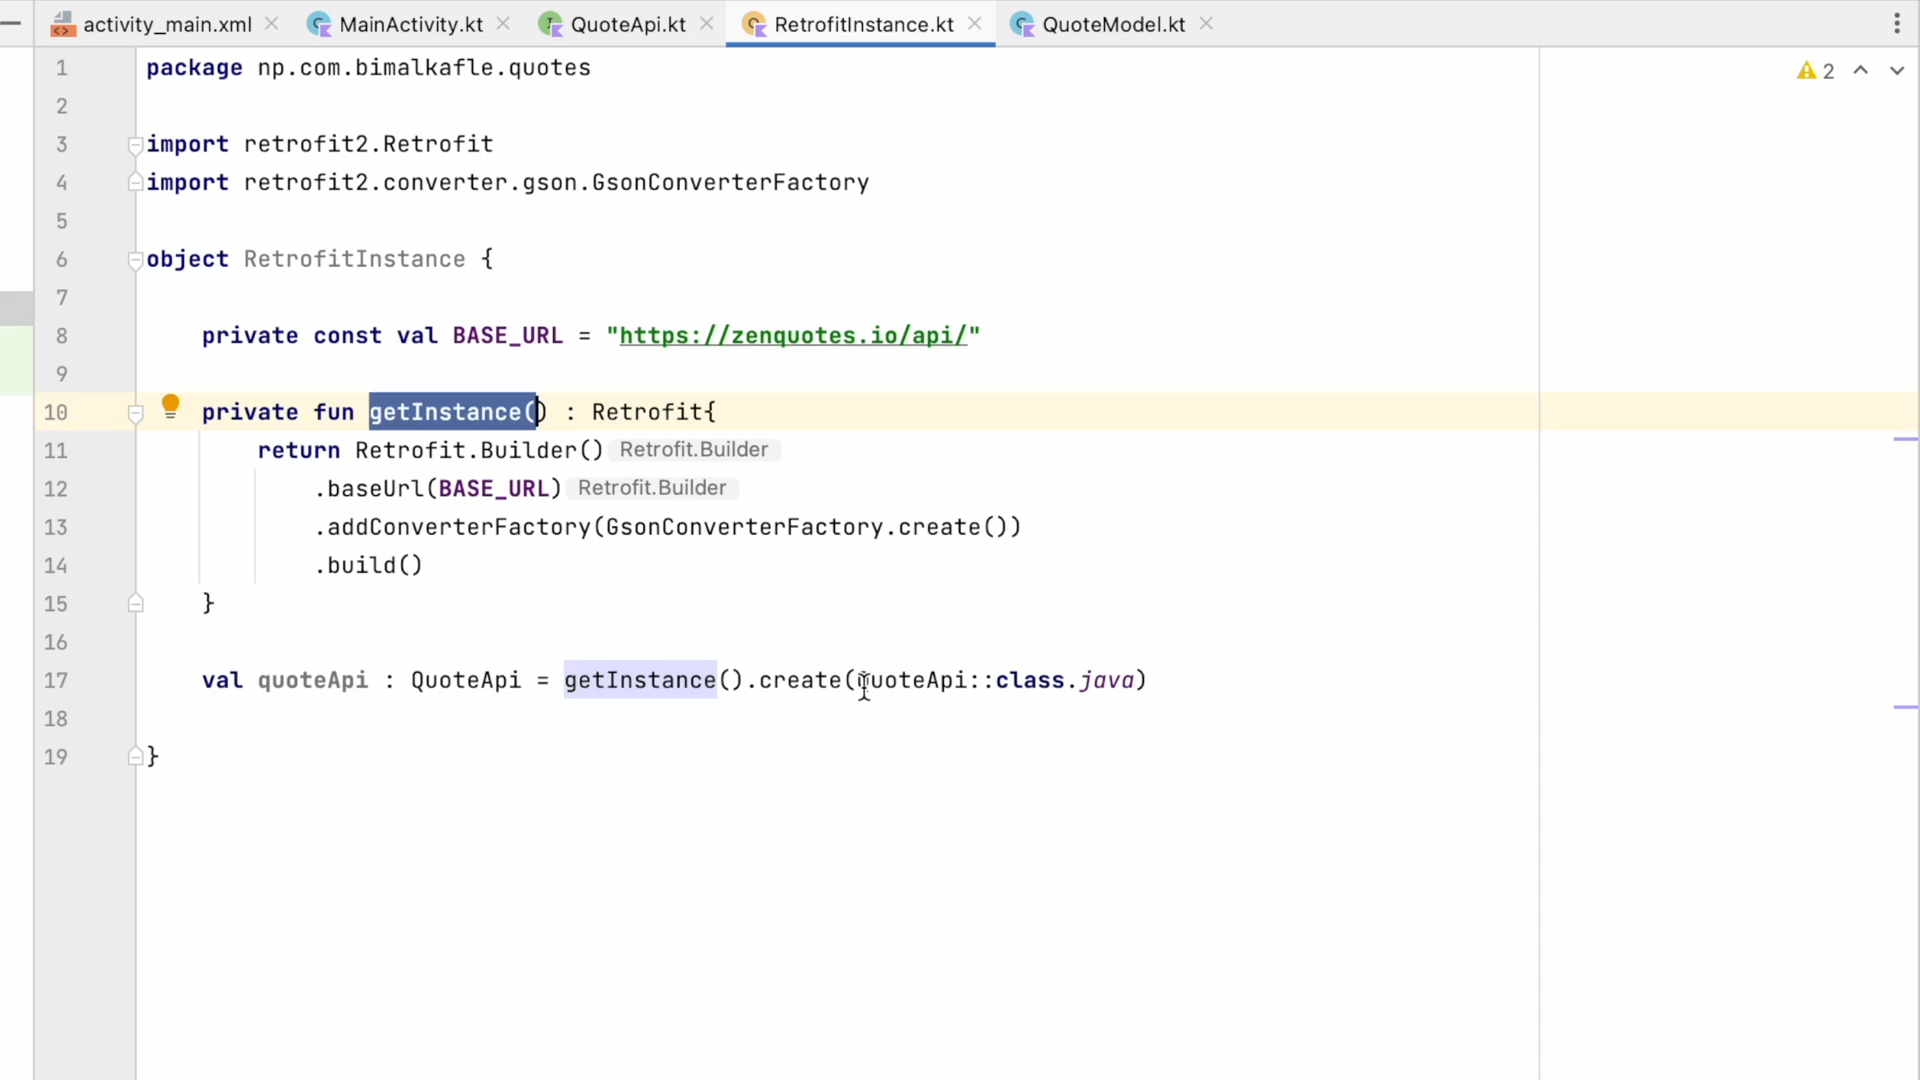 activity_main.xml MainActivity.kt QuoteApi.kt RetrofitInstance.kt QuoteModel.kt
2
1 package np.com.bimalkafle.quotes
2
3 import retrofit2.Retrofit
4 import retrofit2.converter.gson.GsonConverterFactory
5
6 object RetrofitInstance {
7
8 private const val BASE_URL = "https://zenquotes.io/api/"
9
10 private fun getInstance() : Retrofit{
11 return Retrofit.Builder() Retrofit.Builder
12 .baseUrl(BASE_URL) Retrofit.Builder
13 .addConverterFactory(GsonConverterFactory.create())
14 .build()
15 }
16
17 val quoteApi : QuoteApi = getInstance().create(QuoteApi::class.java)
18
19 }